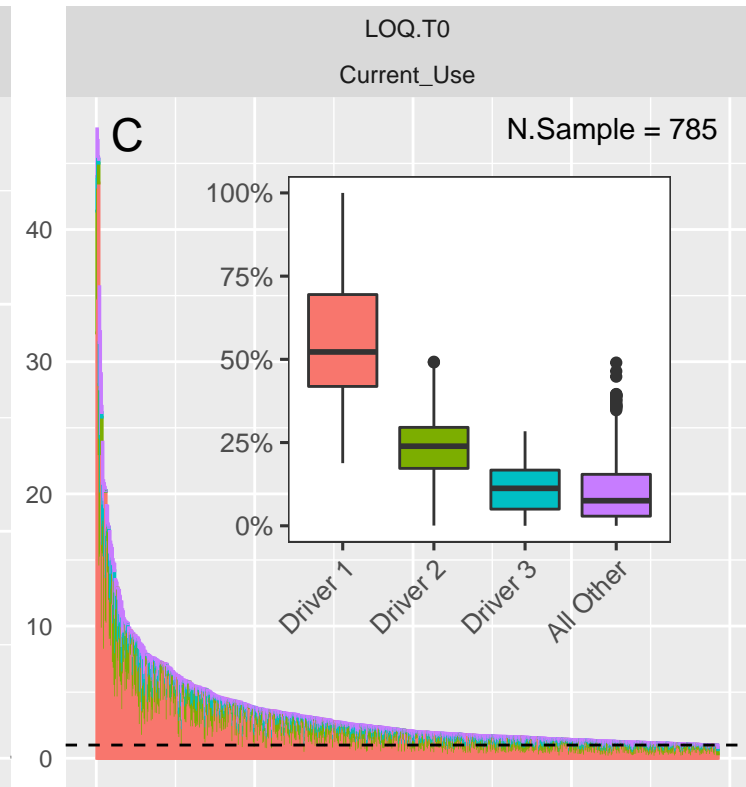 LOQ.T0
Current_Use
C
N.Sample = 785
100%
75%
50%
25%
0%
Driver 1
Driver 2
Driver 3
All Other
40
30
20
10
0